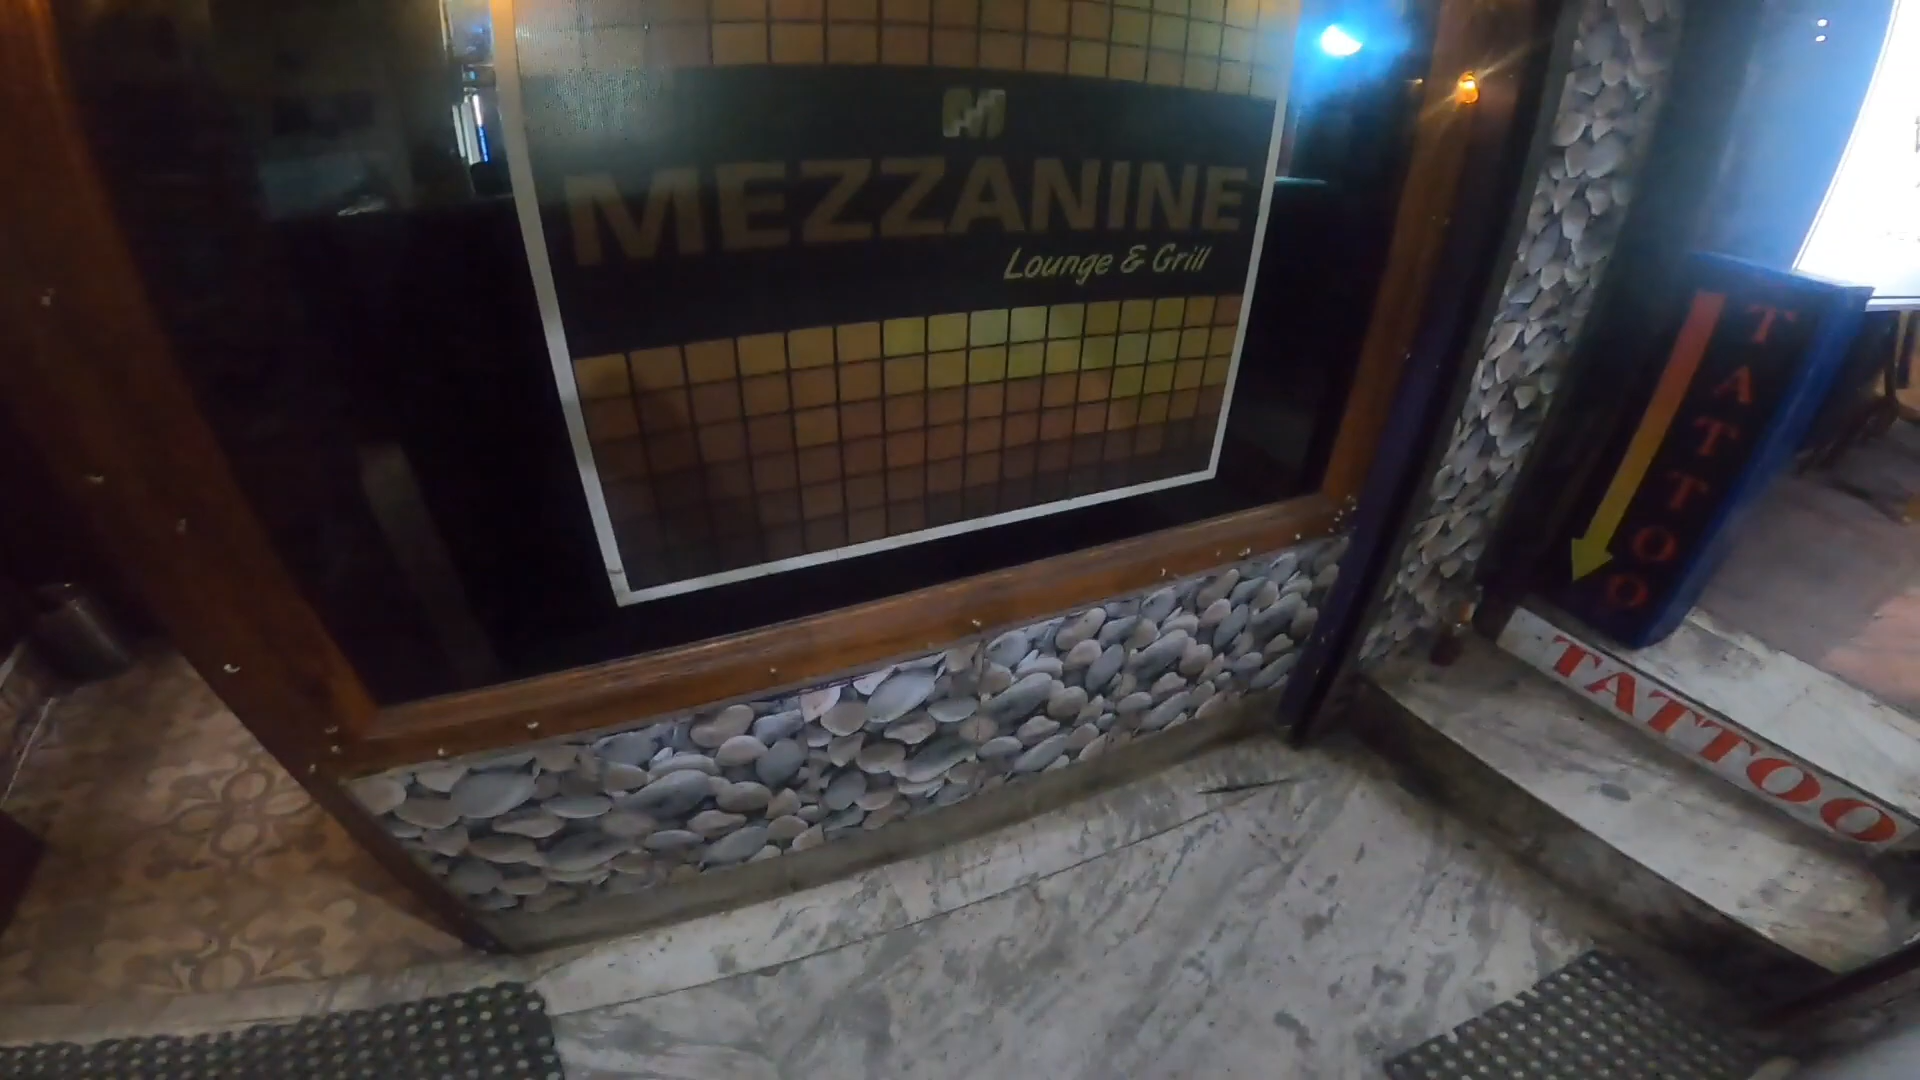 M
MEZZANINE
Lounge & Grill
TATTOO
TATTOO